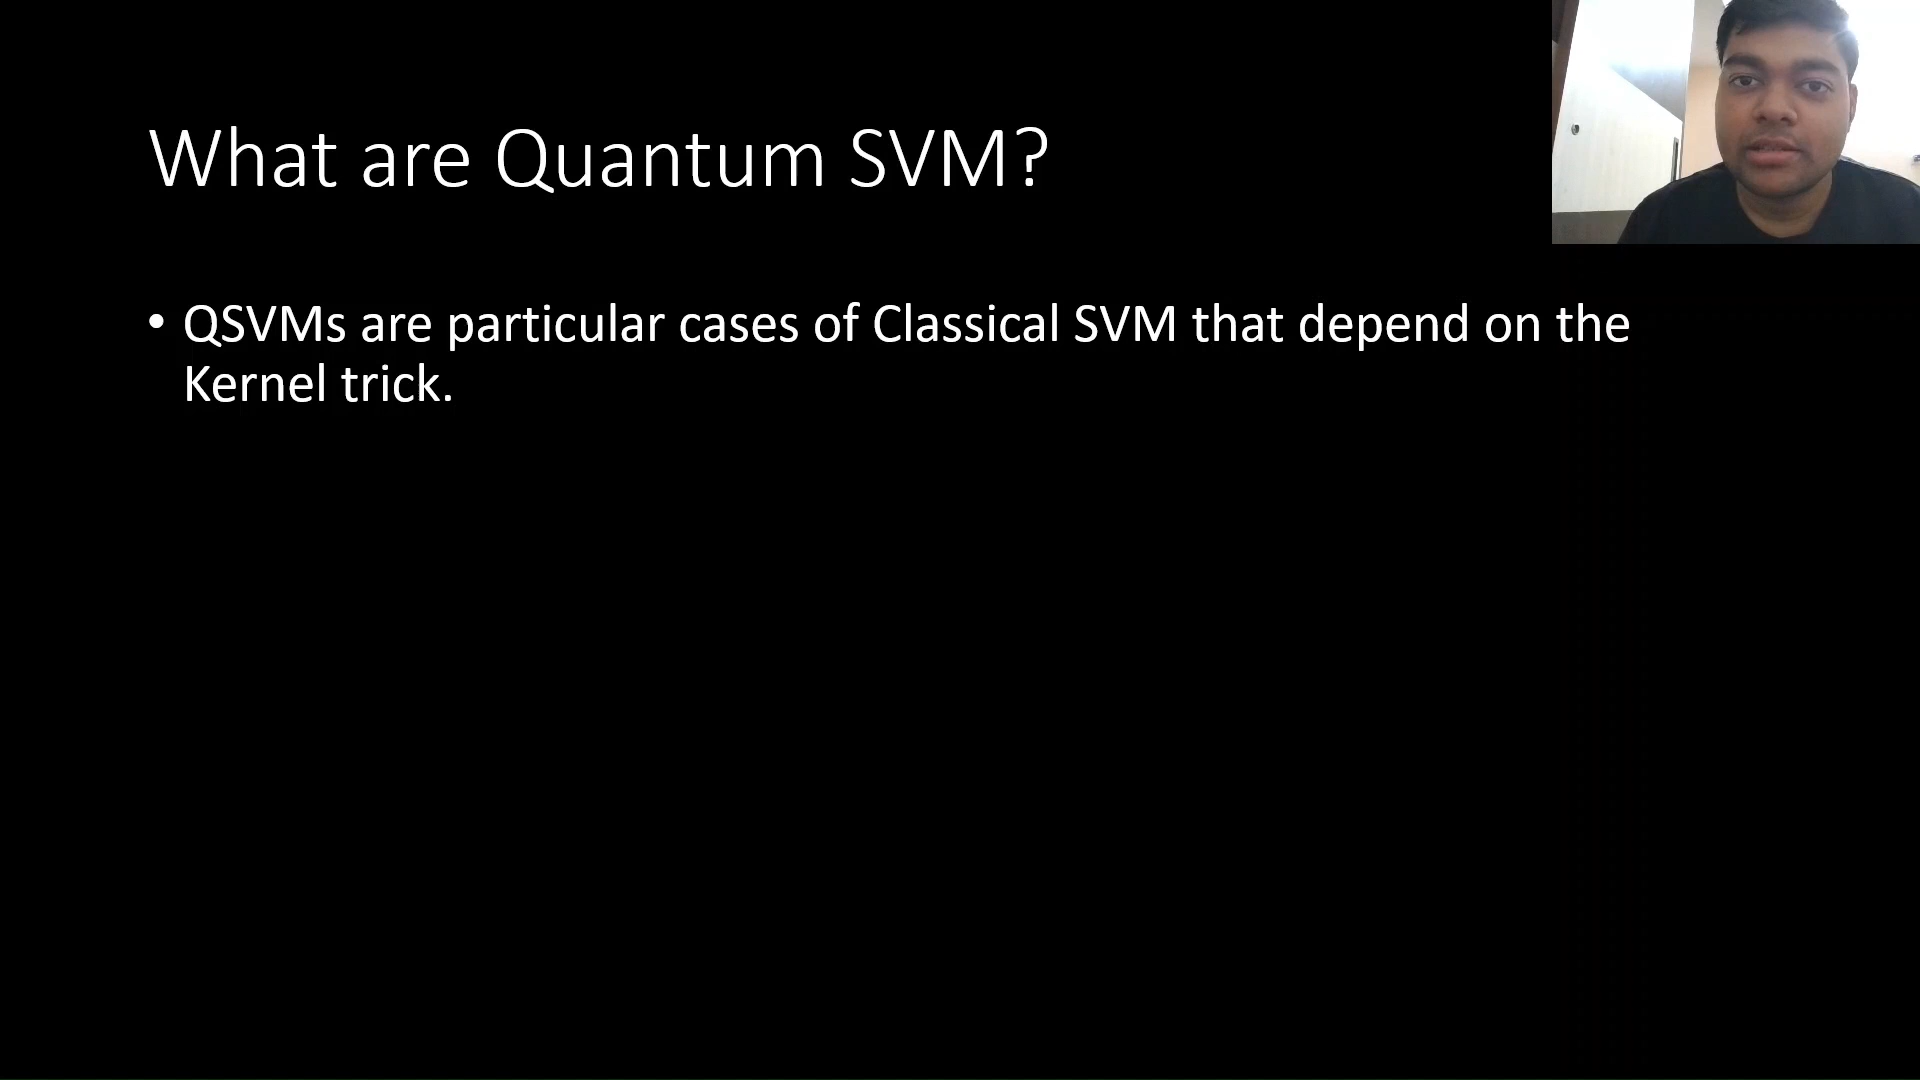 What are Quantum SVM?
• QSVMs are particular cases of Classical SVM that depend on the
Kernel trick.